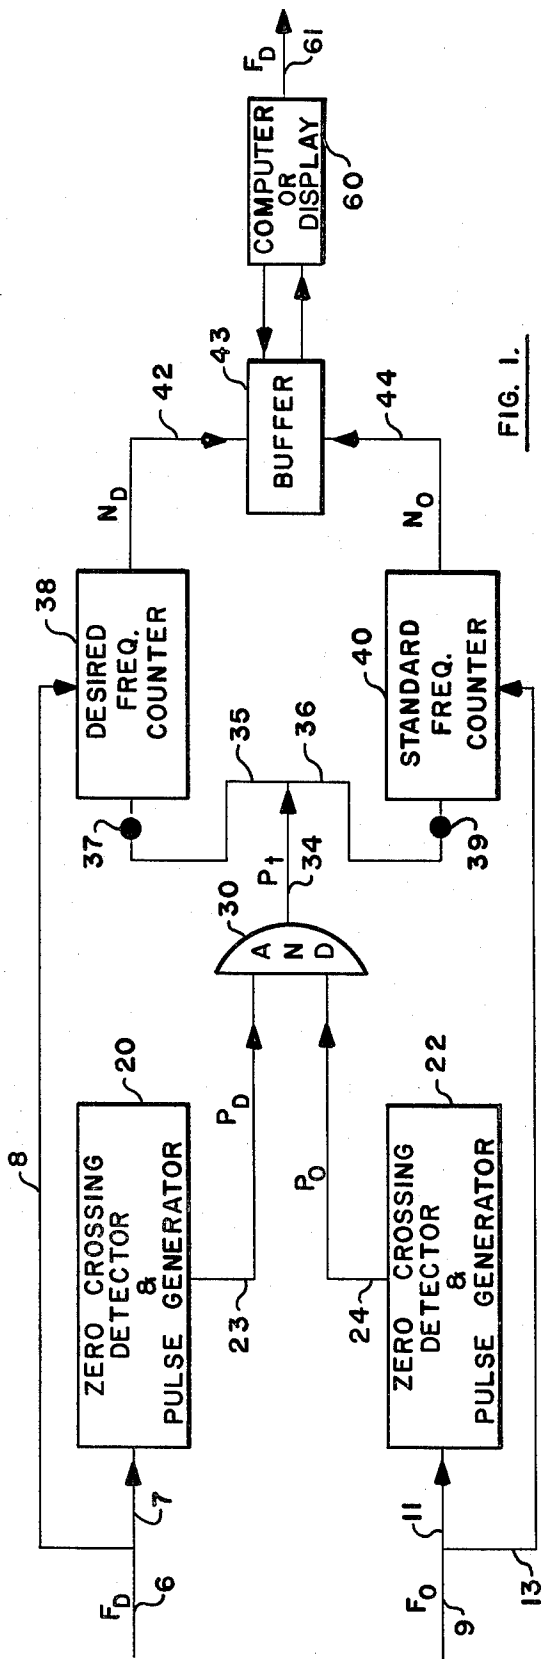 F_D
6
7
8
ZERO CROSSING
DETECTOR
&
PULSE GENERATOR
20
23
P_D
F_O
9
11
13
ZERO CROSSING
DETECTOR
&
PULSE GENERATOR
22
24
P_O
AND
30
P_t
34
35
36
37
DESIRED
FREQ.
COUNTER
38
39
STANDARD
FREQ.
COUNTER
40
N_D
42
N_O
44
BUFFER
43
COMPUTER
OR
DISPLAY
60
F_D
61
FIG. 1.